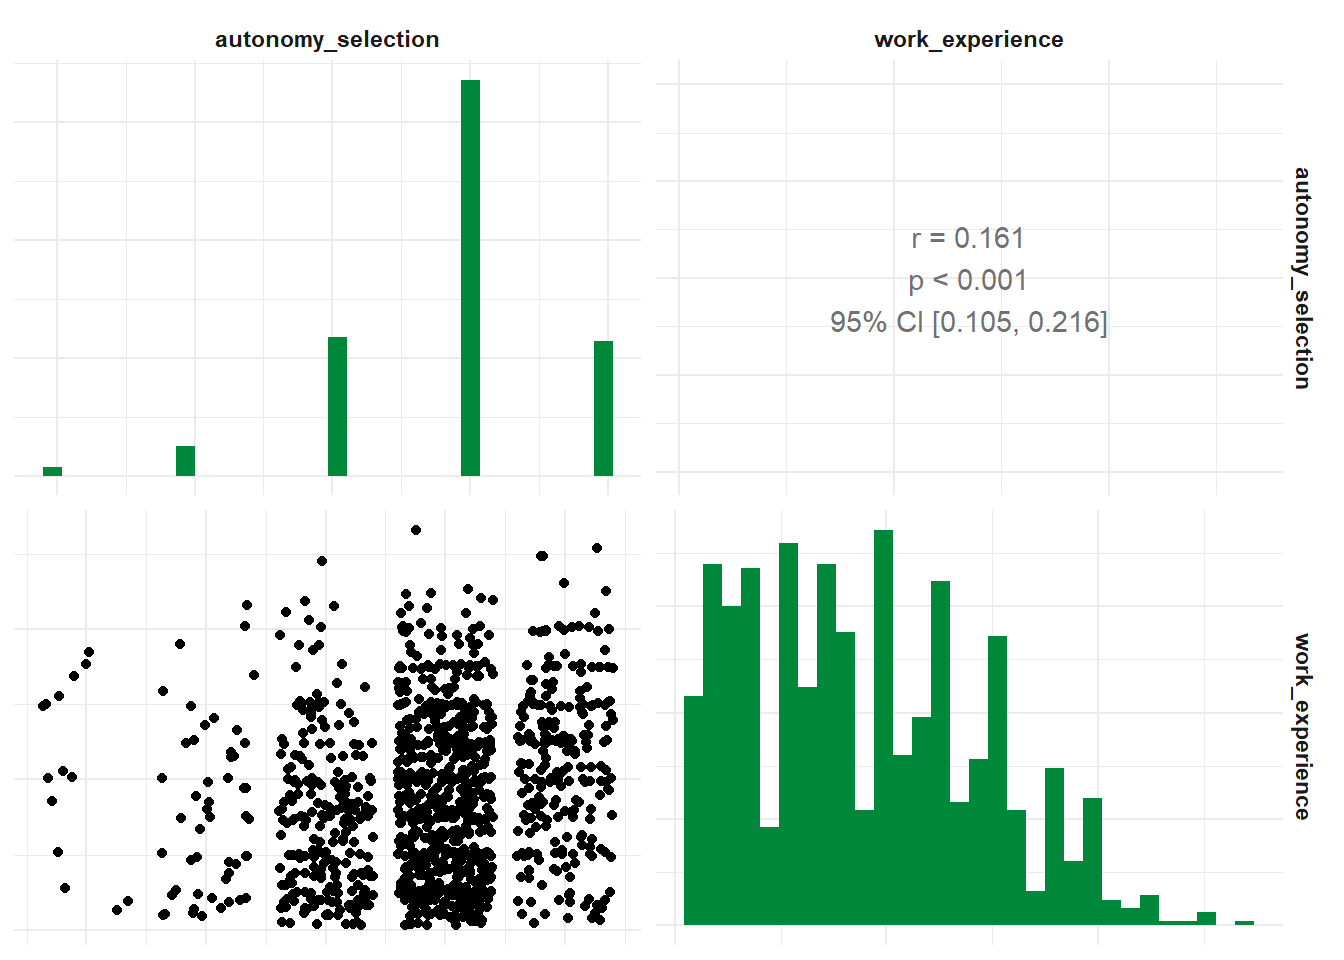 autonomy_selection
work_experience
r = 0.161
p < 0.001
95% CI [0.105, 0.216]
autonomy_selection
work_experience